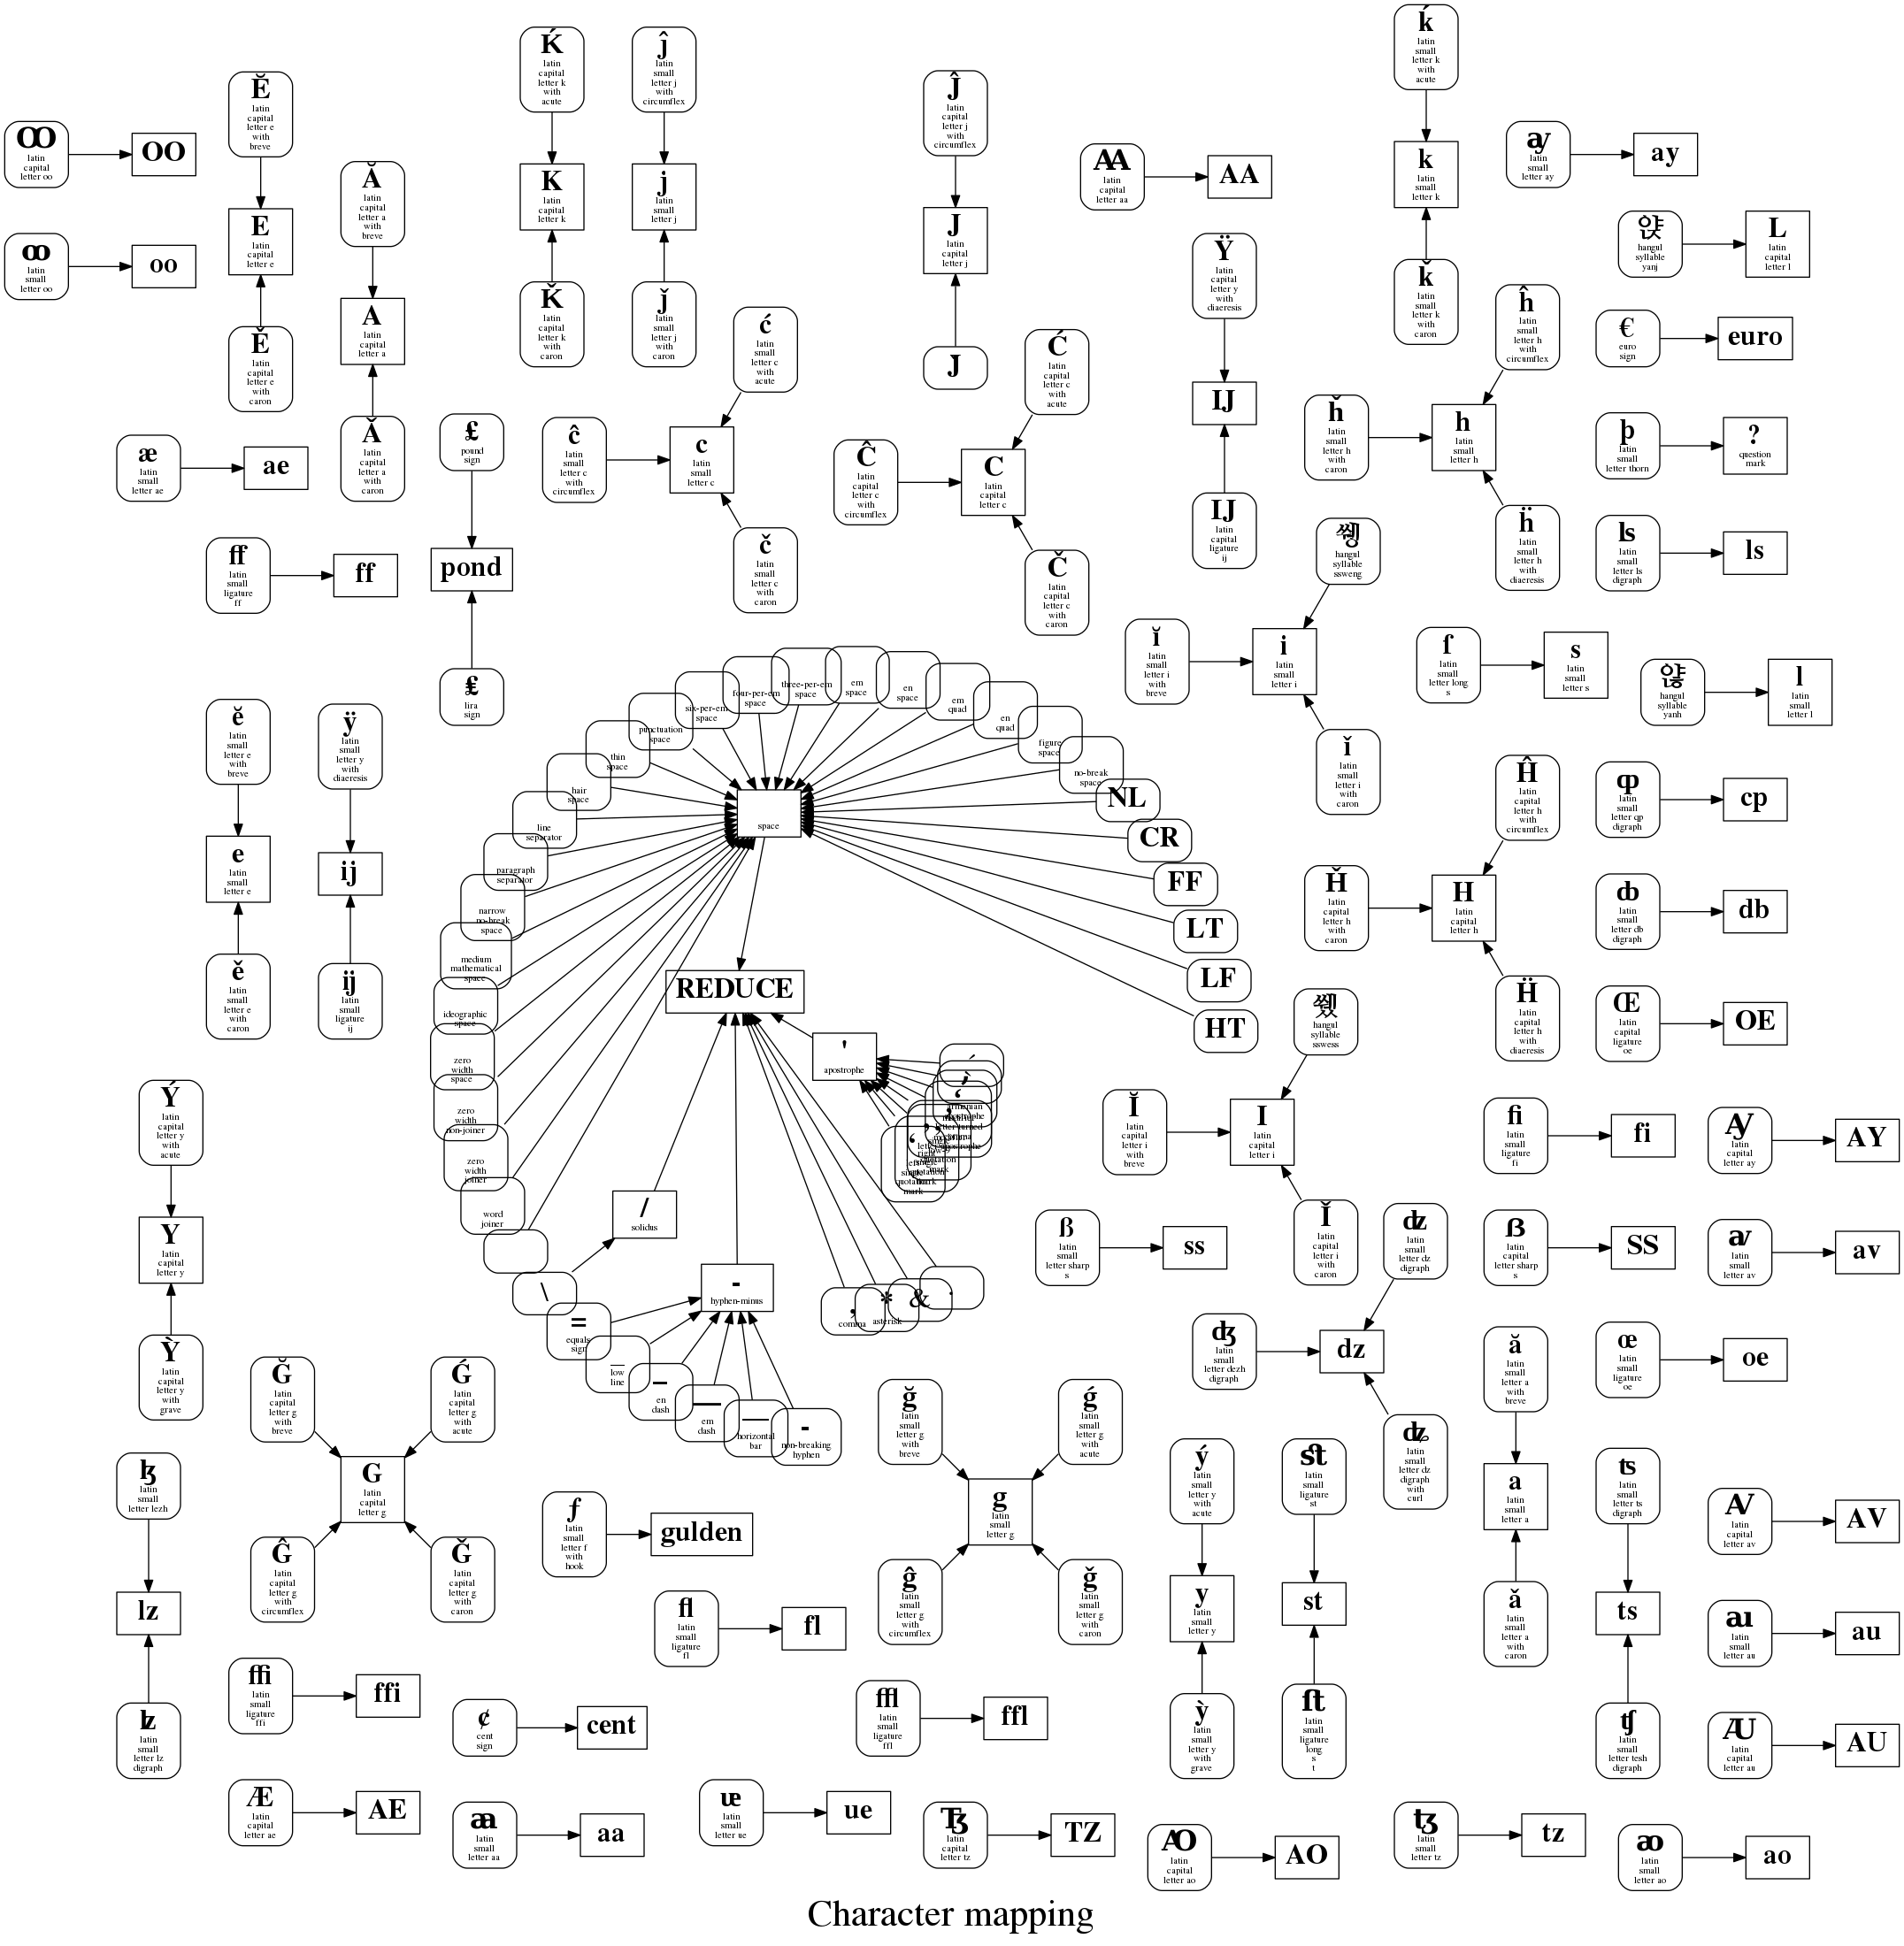 Ꝏ
latin
capital
letter oo
OO
ꝏ
latin
small
letter oo
oo
Ĕ
latin
capital
letter e
with
breve
E
latin
capital
letter e
Ě
latin
capital
letter e
with
caron
Ă
latin
capital
letter a
with
breve
A
latin
capital
letter a
Ǎ
latin
capital
letter a
with
caron
Ḱ
latin
capital
letter k
with
acute
K
latin
capital
letter k
Ǩ
latin
capital
letter k
with
caron
ĵ
latin
small
letter j
with
circumflex
j
latin
small
letter j
ǰ
latin
small
letter j
with
caron
Ĵ
latin
capital
letter j
with
circumflex
J
latin
capital
letter j
J
Ꜳ
latin
capital
letter aa
AA
ḱ
latin
small
letter k
with
acute
k
latin
small
letter k
ǩ
latin
small
letter k
with
caron
ꜽ
latin
small
letter ay
ay
앉
hangul
syllable
yanj
L
latin
capital
letter l
€
euro
sign
euro
þ
latin
small
letter thorn
?
question
mark
ʪ
latin
small
letter ls
digraph
ls
Ÿ
latin
capital
letter y
with
diaeresis
IJ
Ĳ
latin
capital
ligature
ij
ĥ
latin
small
letter h
with
circumflex
ȟ
latin
small
letter h
with
caron
h
latin
small
letter h
ḧ
latin
small
letter h
with
diaeresis
æ
latin
small
letter ae
ae
ﬀ
latin
small
ligature
ff
ff
£
pound
sign
pond
₤
lira
sign
ć
latin
small
letter c
with
acute
ĉ
latin
small
letter c
with
circumflex
c
latin
small
letter c
č
latin
small
letter c
with
caron
Ć
latin
capital
letter c
with
acute
Ĉ
latin
capital
letter c
with
circumflex
C
latin
capital
letter c
Č
latin
capital
letter c
with
caron
쓍
hangul
syllable
ssweng
ĭ
latin
small
letter i
with
breve
i
latin
small
letter i
ǐ
latin
small
letter i
with
caron
ſ
latin
small
letter long
s
s
latin
small
letter s
hangul
syllable
yanh
l
latin
small
letter l
ĕ
latin
small
letter e
with
breve
e
latin
small
letter e
ě
latin
small
letter e
with
caron
ÿ
latin
small
letter y
with
diaeresis
ij
ĳ
latin
small
ligature
ij
three-per-em
space
four-per-em
space
six-per-em
space
punctuation
space
thin
space
hair
space
line
separator
paragraph
separator
narrow
no-break
space
medium
mathematical
space
ideographic
space
zero
width
space
zero
width
non-joiner
zero
width
joiner
word
joiner
em
space
en
space
em
quad
en
quad
figure
space
no-break
space
NL
CR
FF
LT
LF
HT
space
REDUCE
'
apostrophe
/
solidus
\
-
hyphen-minus
=
equals
sign
_
low
line
–
en
dash
—
em
dash
―
horizontal
bar
‑
non-breaking
hyphen
,
comma
*
asterisk
&
.
left
single
quotation
mark
Ĥ
latin
capital
letter h
with
circumflex
Ȟ
latin
capital
letter h
with
caron
H
latin
capital
letter h
Ḧ
latin
capital
letter h
with
diaeresis
ȹ
latin
small
letter qp
digraph
cp
ȸ
latin
small
letter db
digraph
db
Œ
latin
capital
ligature
oe
OE
hangul
syllable
sswess
Ĭ
latin
capital
letter i
with
breve
I
latin
capital
letter i
Ǐ
latin
capital
letter i
with
caron
ﬁ
latin
small
ligature
fi
fi
Ꜽ
latin
capital
letter ay
AY
ß
latin
small
letter sharp
s
ss
ẞ
latin
capital
letter sharp
s
SS
ꜹ
latin
small
letter av
av
Ý
latin
capital
letter y
with
acute
Y
latin
capital
letter y
Ỳ
latin
capital
letter y
with
grave
ʣ
latin
small
letter dz
digraph
ʤ
latin
small
letter dezh
digraph
dz
ʥ
latin
small
letter dz
digraph
with
curl
ă
latin
small
letter a
with
breve
a
latin
small
letter a
ǎ
latin
small
letter a
with
caron
œ
latin
small
ligature
oe
oe
Ğ
latin
capital
letter g
with
breve
Ǵ
latin
capital
letter g
with
acute
G
latin
capital
letter g
Ĝ
latin
capital
letter g
with
circumflex
Ǧ
latin
capital
letter g
with
caron
ɮ
latin
small
letter lezh
lz
ʫ
latin
small
letter lz
digraph
ƒ
latin
small
letter f
with
hook
gulden
ğ
latin
small
letter g
with
breve
ǵ
latin
small
letter g
with
acute
g
latin
small
letter g
ĝ
latin
small
letter g
with
circumflex
ǧ
latin
small
letter g
with
caron
ý
latin
small
letter y
with
acute
y
latin
small
letter y
ỳ
latin
small
letter y
with
grave
ﬆ
latin
small
ligature
st
st
ﬅ
latin
small
ligature
long
s
t
ʦ
latin
small
letter ts
digraph
ts
ʧ
latin
small
letter tesh
digraph
Ꜹ
latin
capital
letter av
AV
ꜷ
latin
small
letter au
au
Ꜷ
latin
capital
letter au
AU
ﬂ
latin
small
ligature
fl
fl
ﬃ
latin
small
ligature
ffi
ffi
¢
cent
sign
cent
ﬄ
latin
small
ligature
ffl
ffl
Æ
latin
capital
letter ae
AE
ꜳ
latin
small
letter aa
aa
ᵫ
latin
small
letter ue
ue
Ꜩ
latin
capital
letter tz
TZ
Ꜵ
latin
capital
letter ao
AO
ꜩ
latin
small
letter tz
tz
ꜵ
latin
small
letter ao
ao
Character mapping